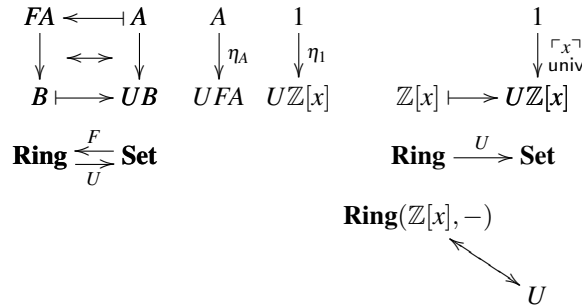 FA A A 1 1
η_A η_1 ⌜x⌝ univ
B UB UFA Uℤ[x] ℤ[x] Uℤ[x]
F
Ring Set Ring U Set
U
Ring(ℤ[x], −)
U